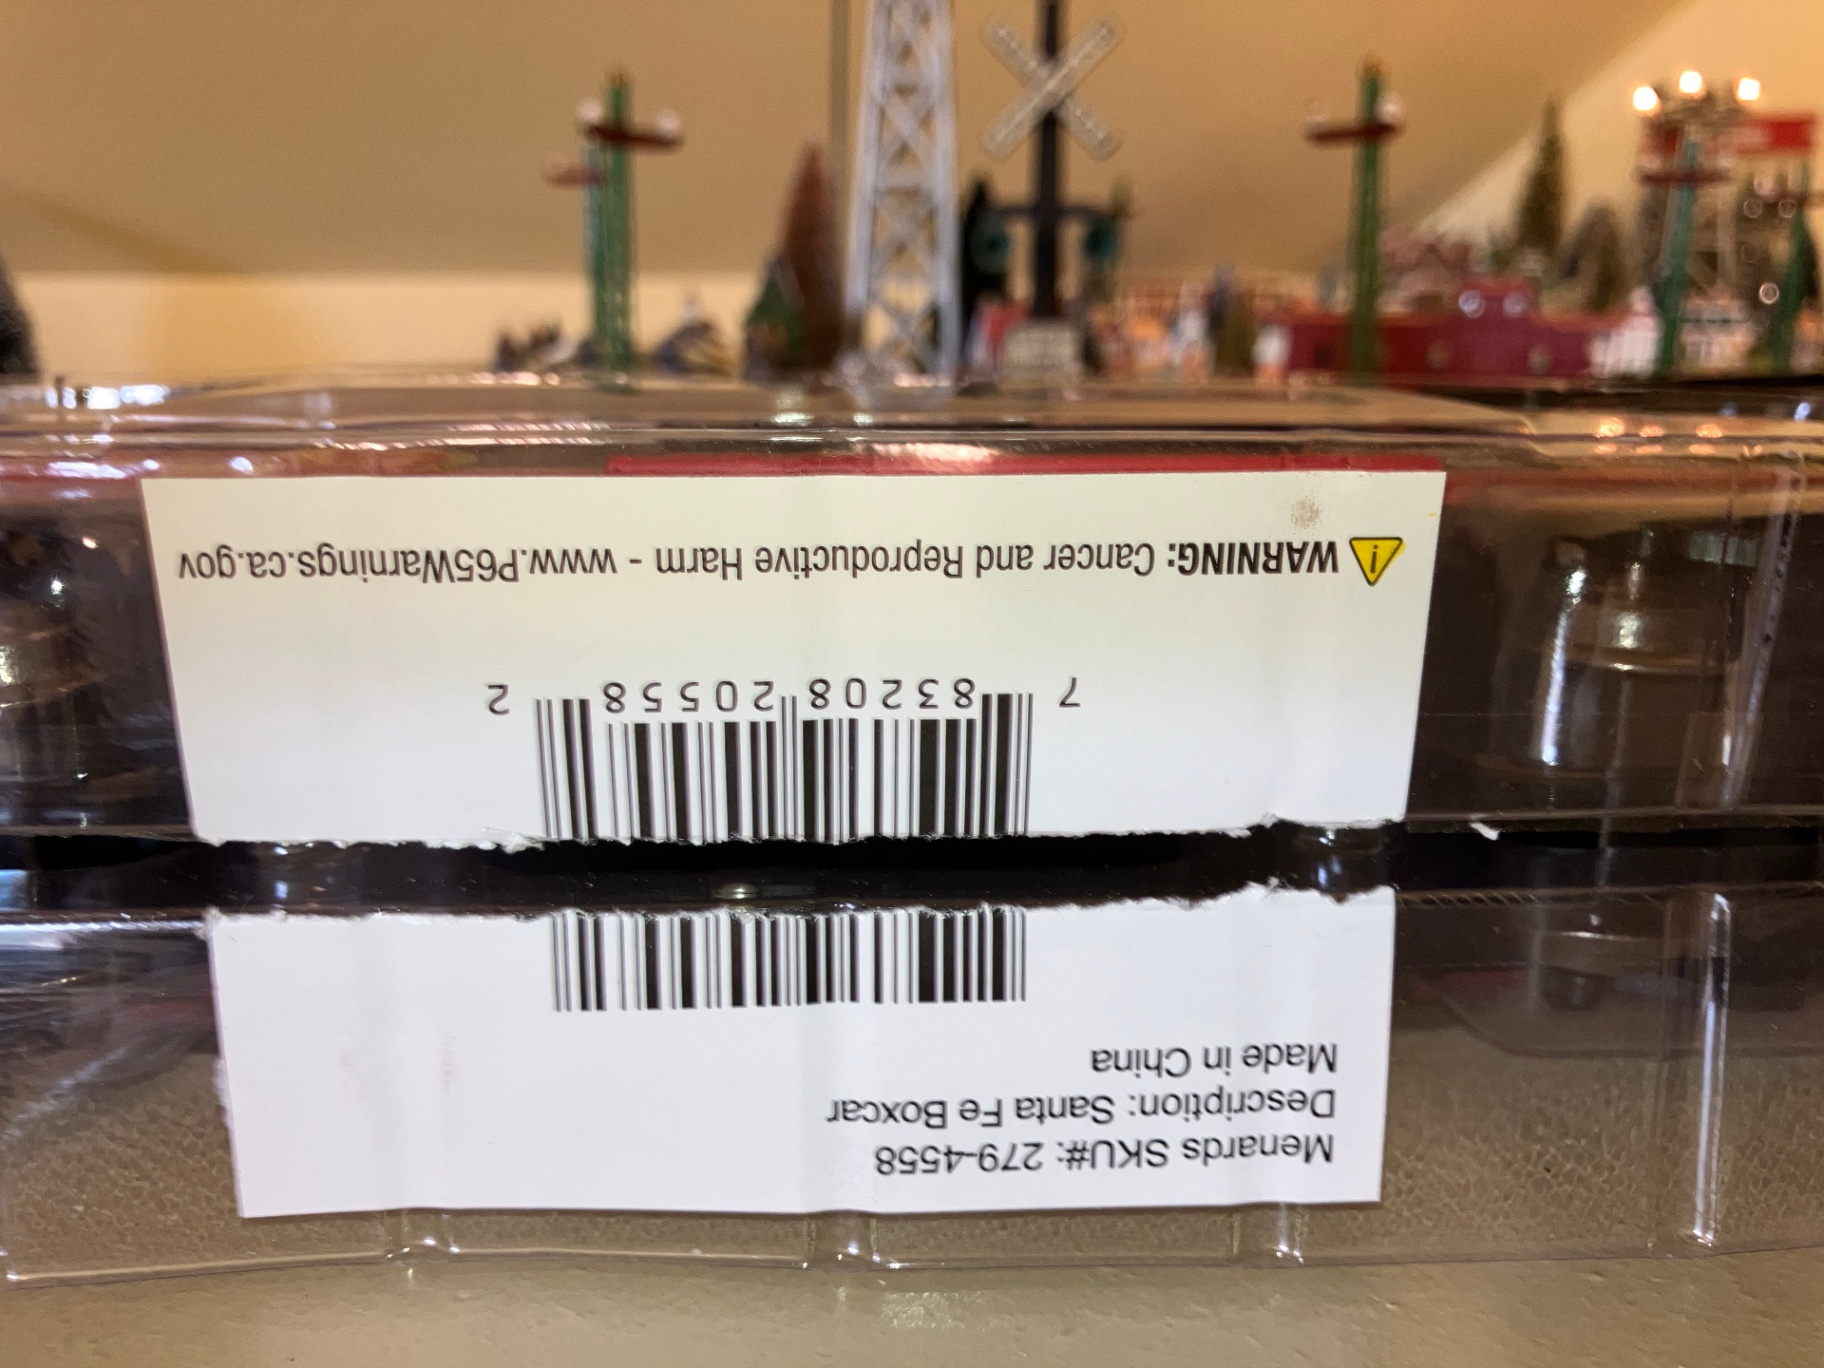 Menards SKU#: 279-4558
Description: Santa Fe Boxcar
Made in China
7 83208 20558 2
WARNING: Cancer and Reproductive Harm - www.P65Warnings.ca.gov